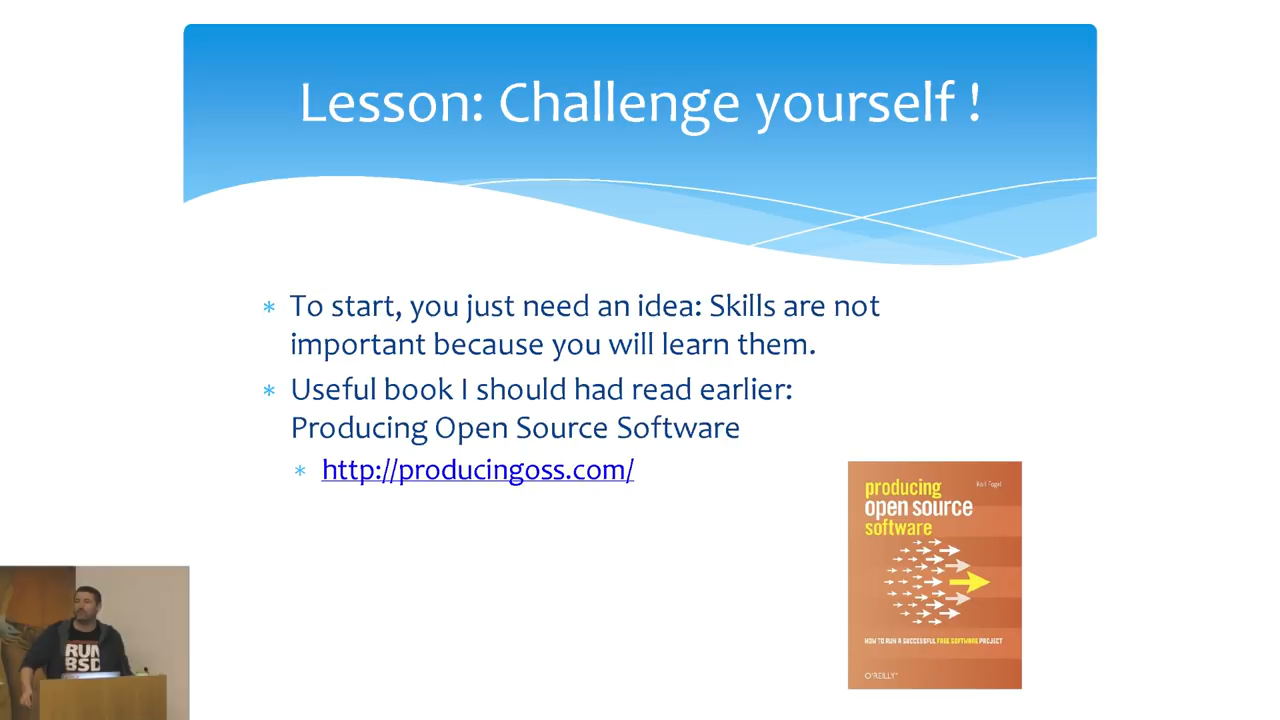 Lesson: Challenge yourself !
* To start, you just need an idea: Skills are not
important because you will learn them.
* Useful book I should had read earlier:
Producing Open Source Software
* http://producingoss.com/
producing
Karl Fogel
open source
software
HOW TO RUN A SUCCESSFUL FREE SOFTWARE PROJECT
O'REILLY®
RUN
BSD